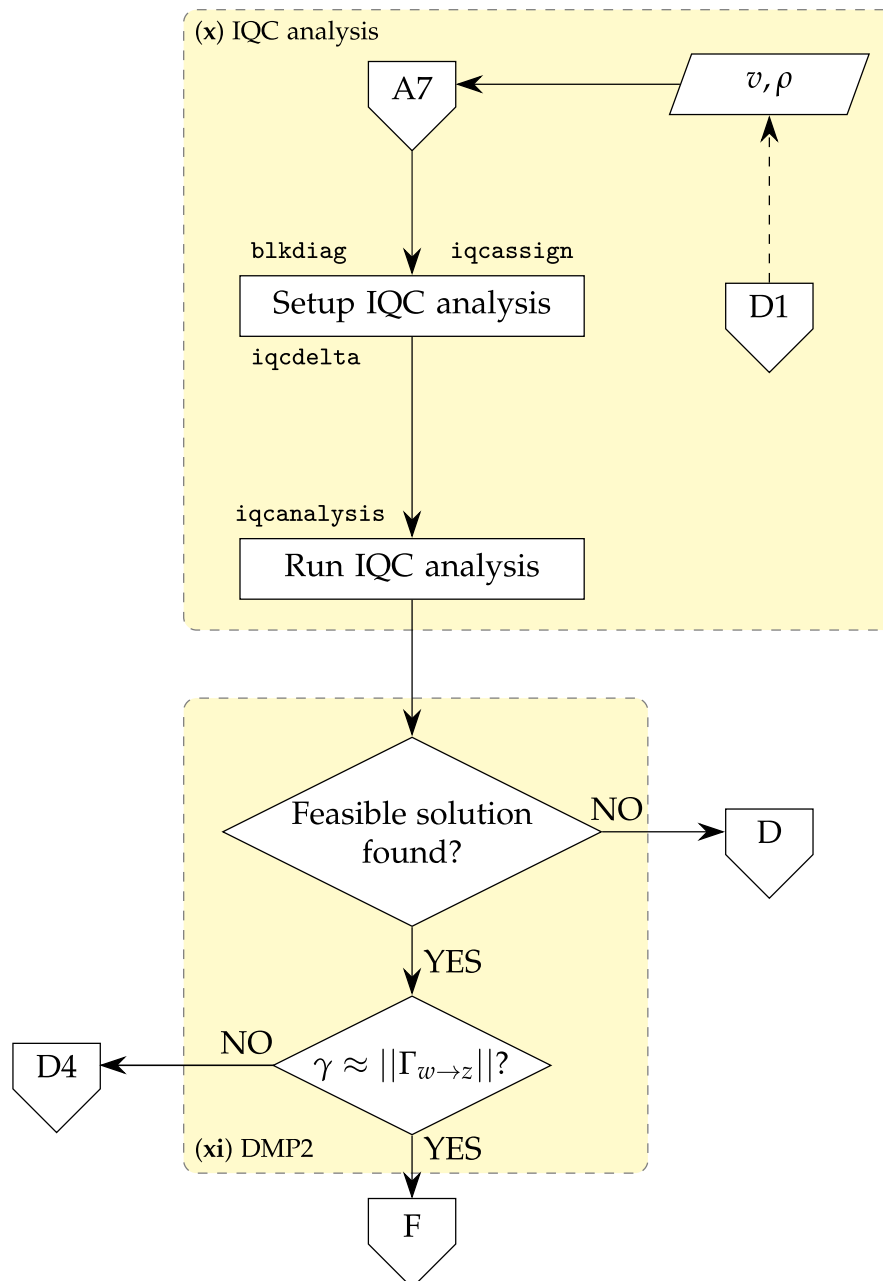 (x) IQC analysis
A7
v, ρ
blkdiag
iqcassign
Setup IQC analysis
D1
iqcdelta
iqcanalysis
Run IQC analysis
Feasible solution
found?
NO
D
YES
NO
D4
γ ≈ ||Γ_{w→z}||?
(xi) DMP2
YES
F